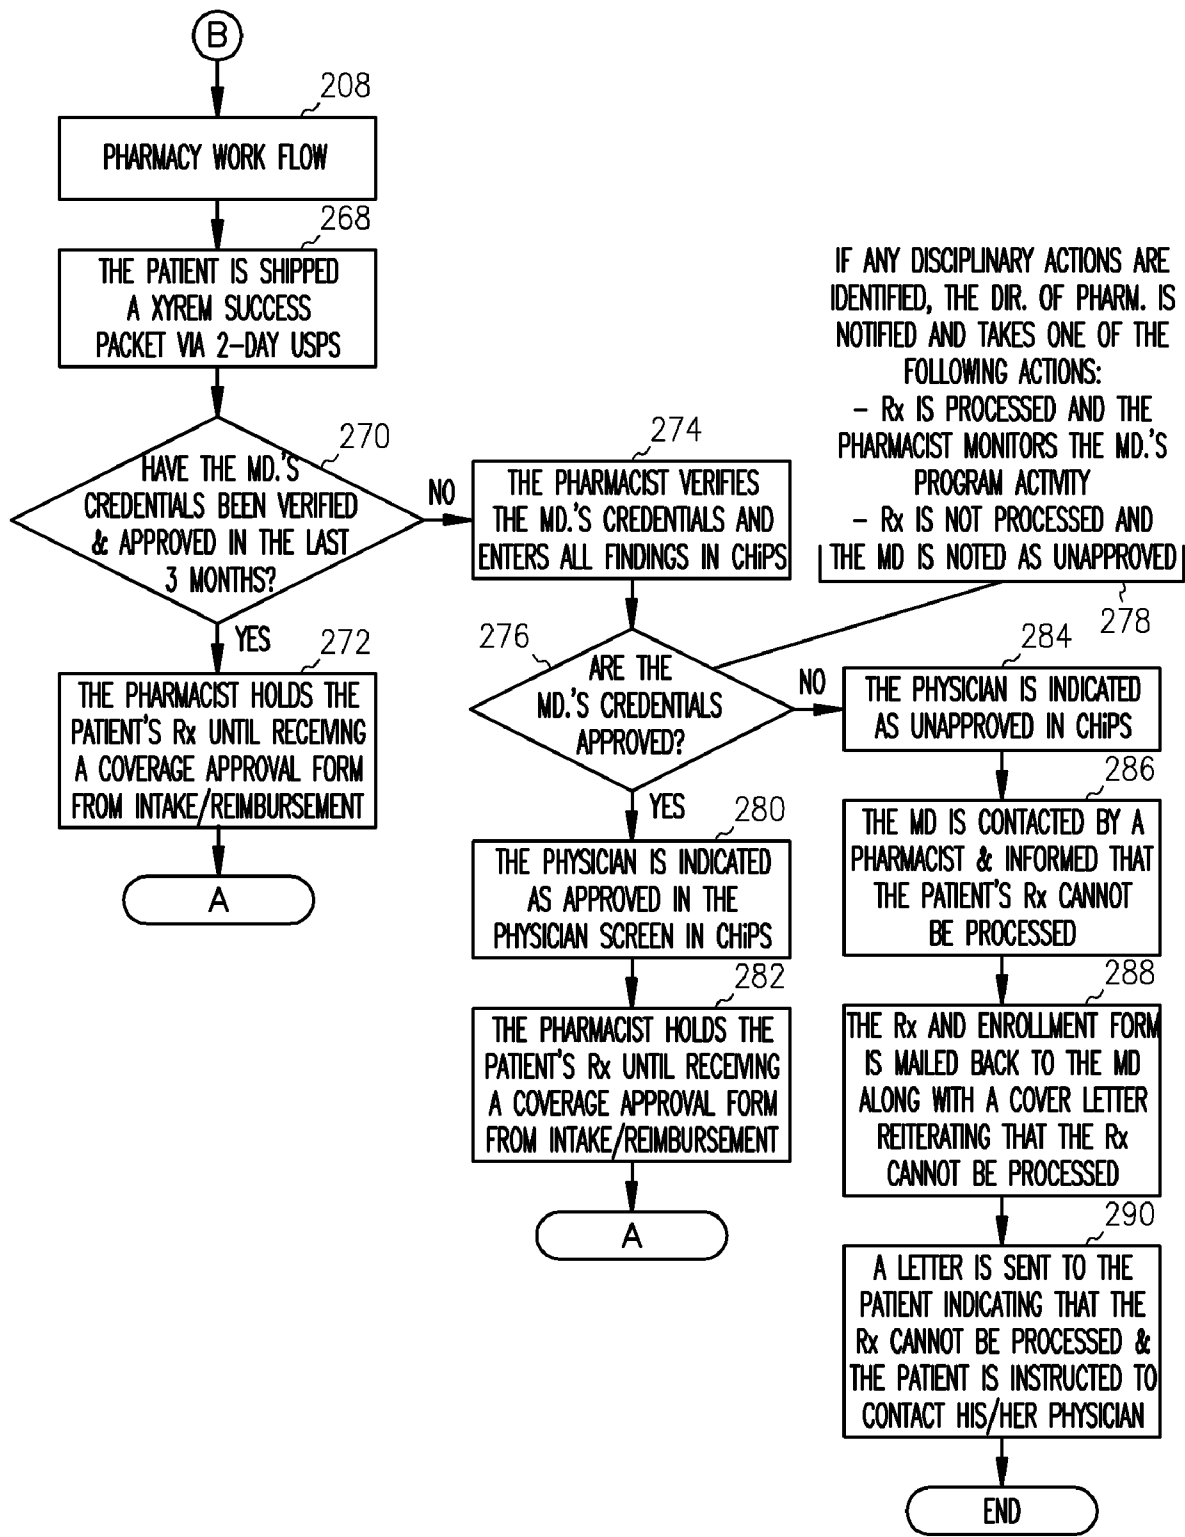 B
208
PHARMACY WORK FLOW
268
THE PATIENT IS SHIPPED
A XYREM SUCCESS
PACKET VIA 2-DAY USPS
270
HAVE THE MD.'S
CREDENTIALS BEEN VERIFIED
& APPROVED IN THE LAST
3 MONTHS?
NO
YES
272
THE PHARMACIST HOLDS THE
PATIENT'S Rx UNTIL RECEIVING
A COVERAGE APPROVAL FORM
FROM INTAKE/REIMBURSEMENT
A
274
THE PHARMACIST VERIFIES
THE MD.'S CREDENTIALS AND
ENTERS ALL FINDINGS IN CHiPS
276
ARE THE
MD.'S CREDENTIALS
APPROVED?
NO
YES
IF ANY DISCIPLINARY ACTIONS ARE
IDENTIFIED, THE DIR. OF PHARM. IS
NOTIFIED AND TAKES ONE OF THE
FOLLOWING ACTIONS:
- Rx IS PROCESSED AND THE
PHARMACIST MONITORS THE MD.'S
PROGRAM ACTIVITY
- Rx IS NOT PROCESSED AND
THE MD IS NOTED AS UNAPPROVED
278
280
THE PHYSICIAN IS INDICATED
AS APPROVED IN THE
PHYSICIAN SCREEN IN CHiPS
282
THE PHARMACIST HOLDS THE
PATIENT'S Rx UNTIL RECEIVING
A COVERAGE APPROVAL FORM
FROM INTAKE/REIMBURSEMENT
A
284
THE PHYSICIAN IS INDICATED
AS UNAPPROVED IN CHiPS
286
THE MD IS CONTACTED BY A
PHARMACIST & INFORMED THAT
THE PATIENT'S Rx CANNOT
BE PROCESSED
288
THE Rx AND ENROLLMENT FORM
IS MAILED BACK TO THE MD
ALONG WITH A COVER LETTER
REITERATING THAT THE Rx
CANNOT BE PROCESSED
290
A LETTER IS SENT TO THE
PATIENT INDICATING THAT THE
Rx CANNOT BE PROCESSED &
THE PATIENT IS INSTRUCTED TO
CONTACT HIS/HER PHYSICIAN
END